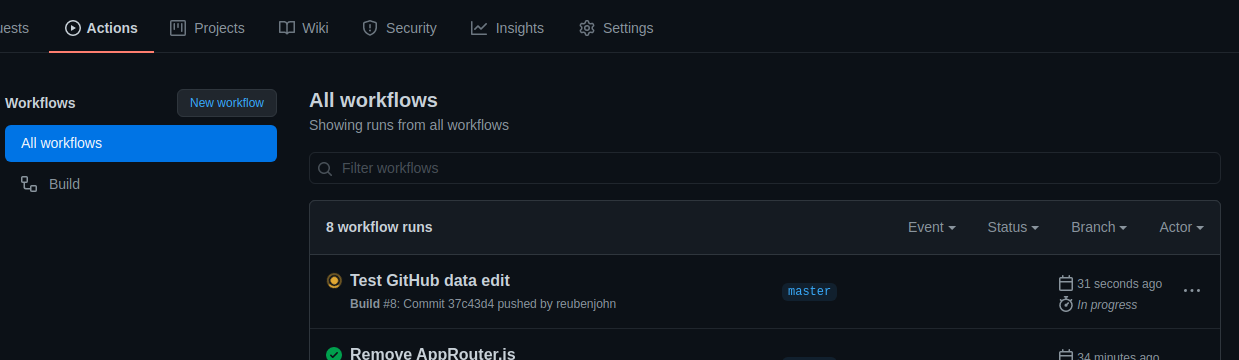 uests Actions Projects Wiki Security Insights Settings
Workflows New workflow
All workflows
Build
All workflows
Showing runs from all workflows
Filter workflows
8 workflow runs Event Status Branch Actor
Test GitHub data edit
Build #8: Commit 37c43d4 pushed by reubenjohn
master
31 seconds ago
In progress
Remove AppRouter.js
34 minutes ago